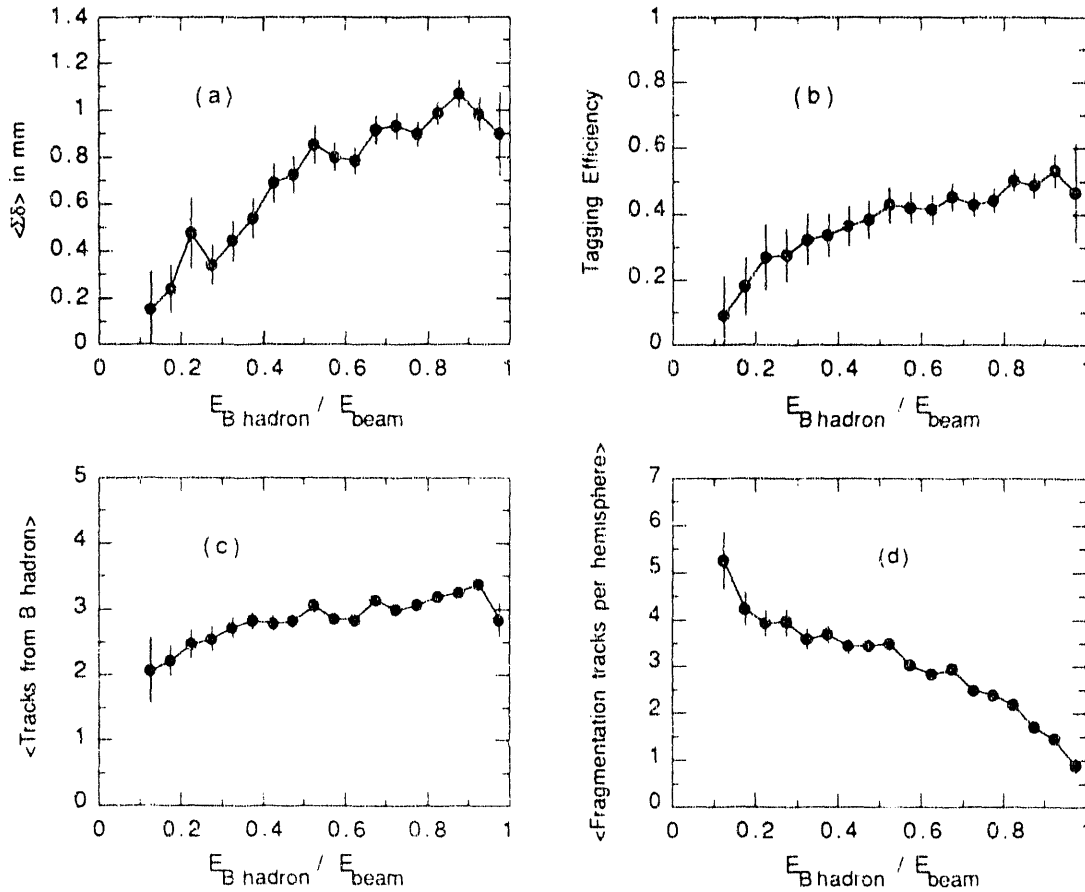 1.4
1.2
1
0.8
0.6
0.4
0.2
0
(a)
<Σδ> in mm
0 0.2 0.4 0.6 0.8 1
E_B hadron / E_beam
1
0.8
0.6
0.4
0.2
0
(b)
Tagging Efficiency
0 0.2 0.4 0.6 0.8 1
E_B hadron / E_beam
5
4
3
2
1
0
(c)
<Tracks from B hadron>
0 0.2 0.4 0.6 0.8 1
E_B hadron / E_beam
7
6
5
4
3
2
1
0
(d)
<Fragmentation tracks per hemisphere>
0 0.2 0.4 0.6 0.8 1
E_B hadron / E_beam